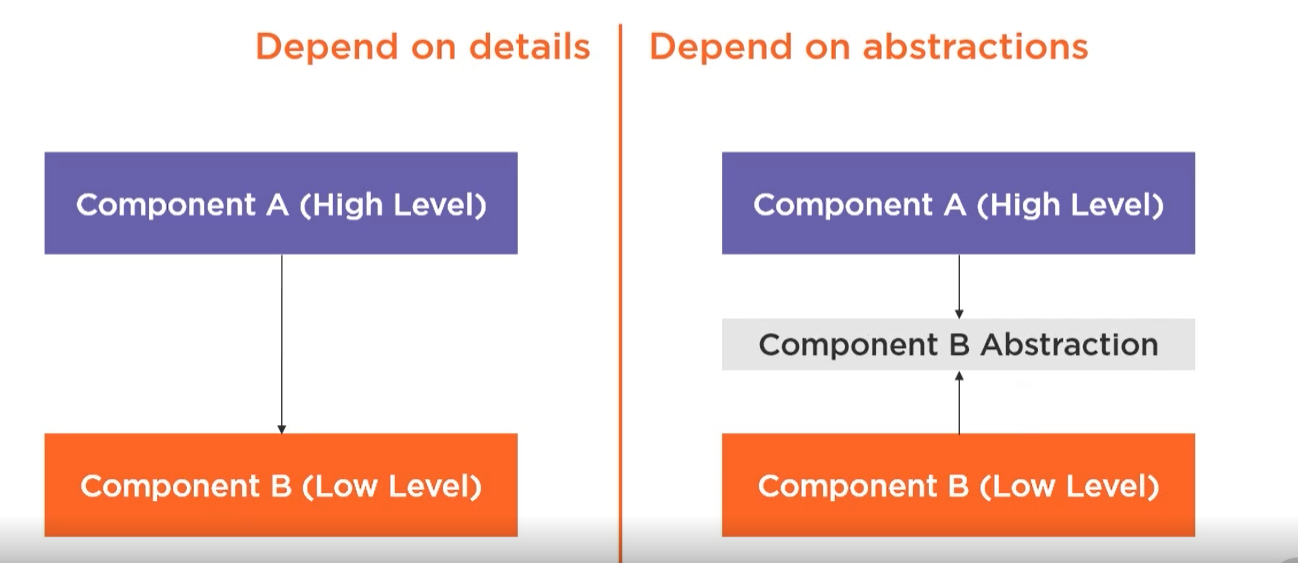 Depend on details
Depend on abstractions
Component A (High Level)
Component B (Low Level)
Component A (High Level)
Component B Abstraction
Component B (Low Level)